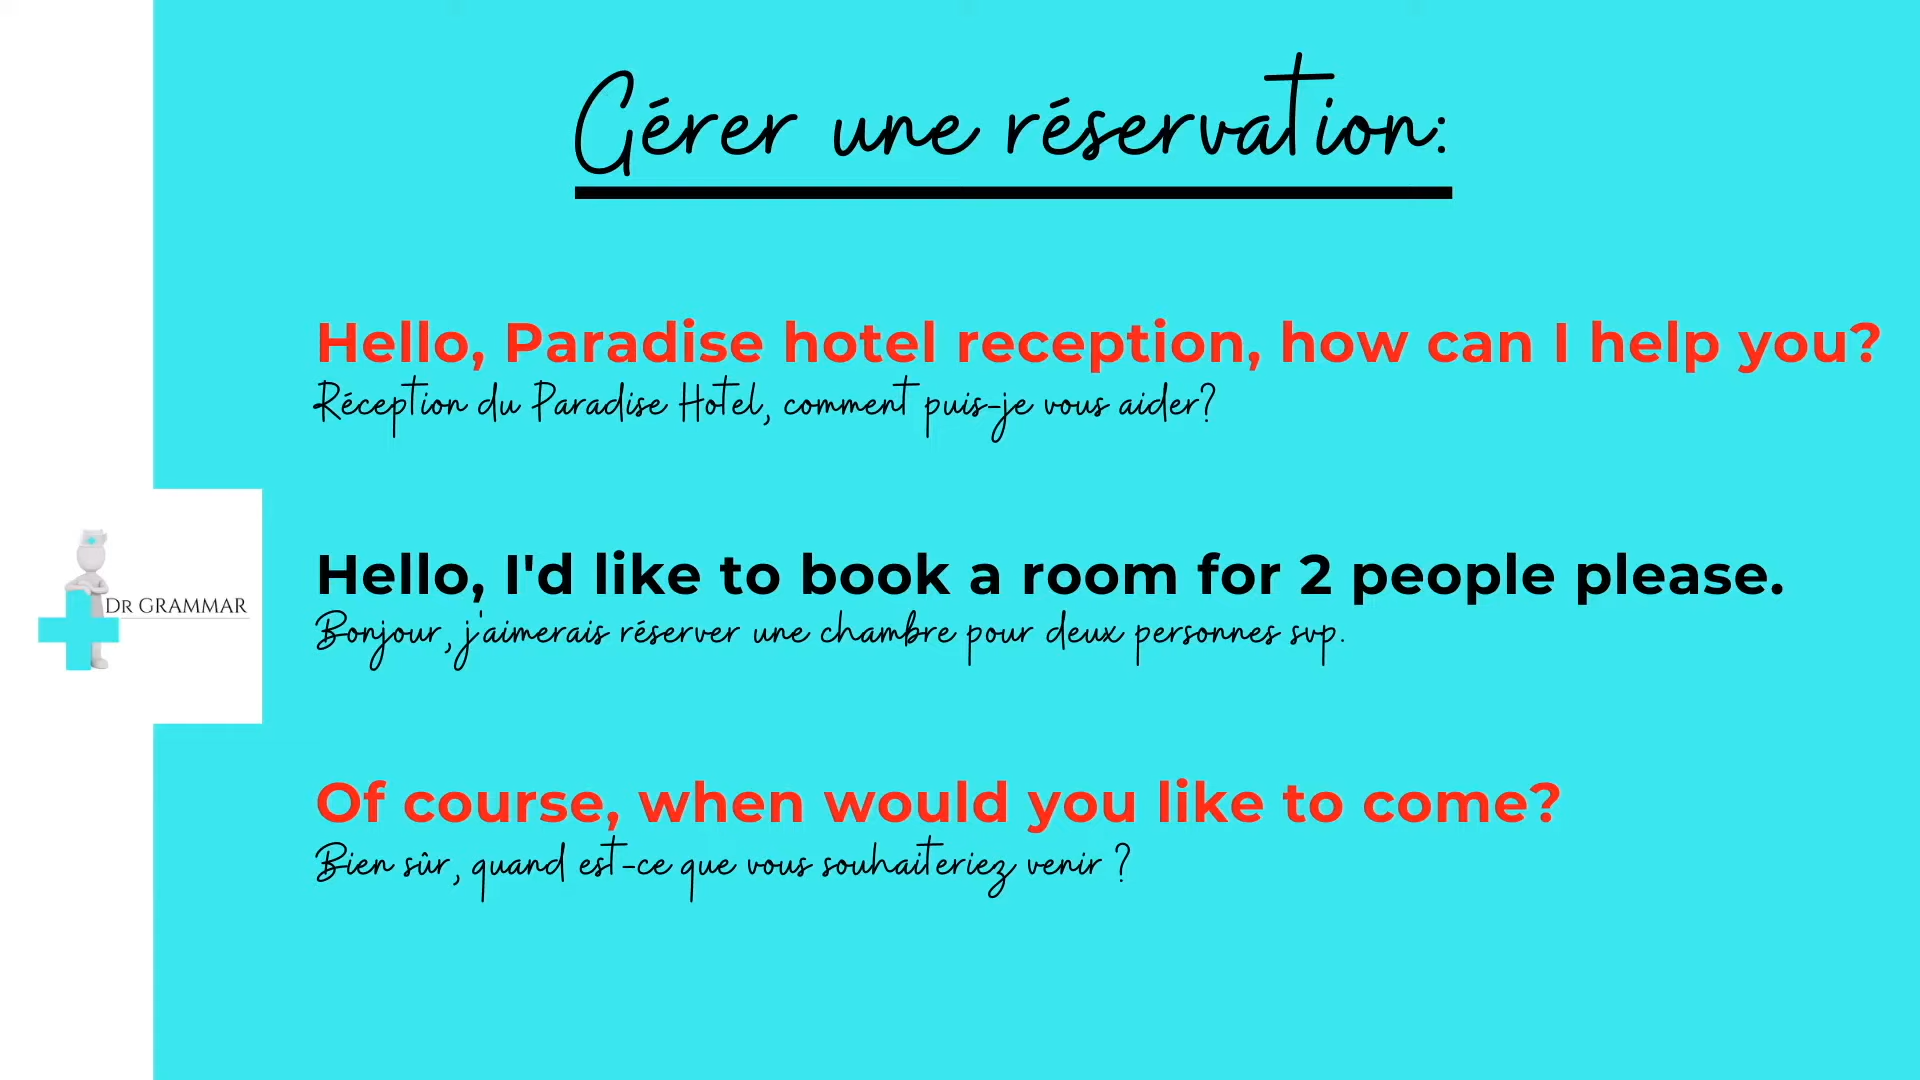 Gérer une réservation:
Hello, Paradise hotel reception, how can I help you?
Réception du Paradise Hotel, comment puis-je vous aider?
Hello, I'd like to book a room for 2 people please.
Bonjour, j'aimerais réserver une chambre pour deux personnes svp.
DR GRAMMAR
Of course, when would you like to come?
Bien sûr, quand est-ce que vous souhaiteriez venir ?